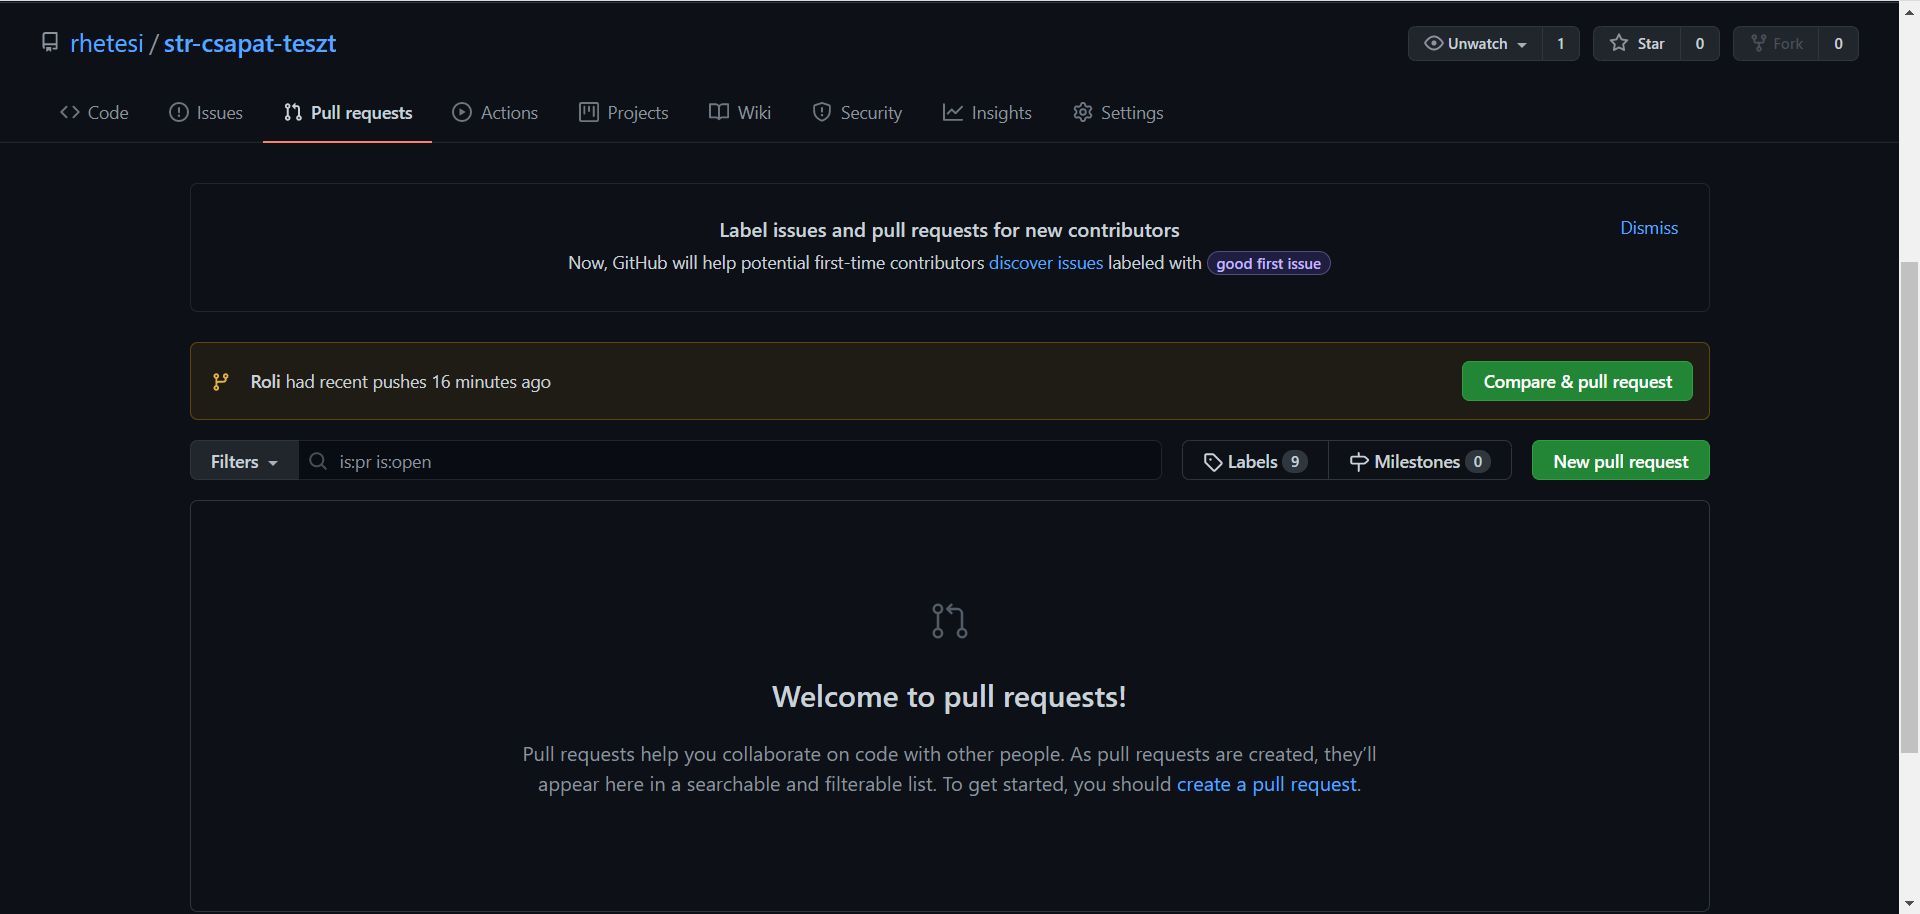 rhetesi / str-csapat-teszt
Unwatch 1 Star 0 Fork 0
Code Issues Pull requests Actions Projects Wiki Security Insights Settings
Label issues and pull requests for new contributors
Dismiss
Now, GitHub will help potential first-time contributors discover issues labeled with good first issue
Roli had recent pushes 16 minutes ago
Compare & pull request
Filters is:pr is:open Labels 9 Milestones 0 New pull request
Welcome to pull requests!
Pull requests help you collaborate on code with other people. As pull requests are created, they’ll
appear here in a searchable and filterable list. To get started, you should create a pull request.